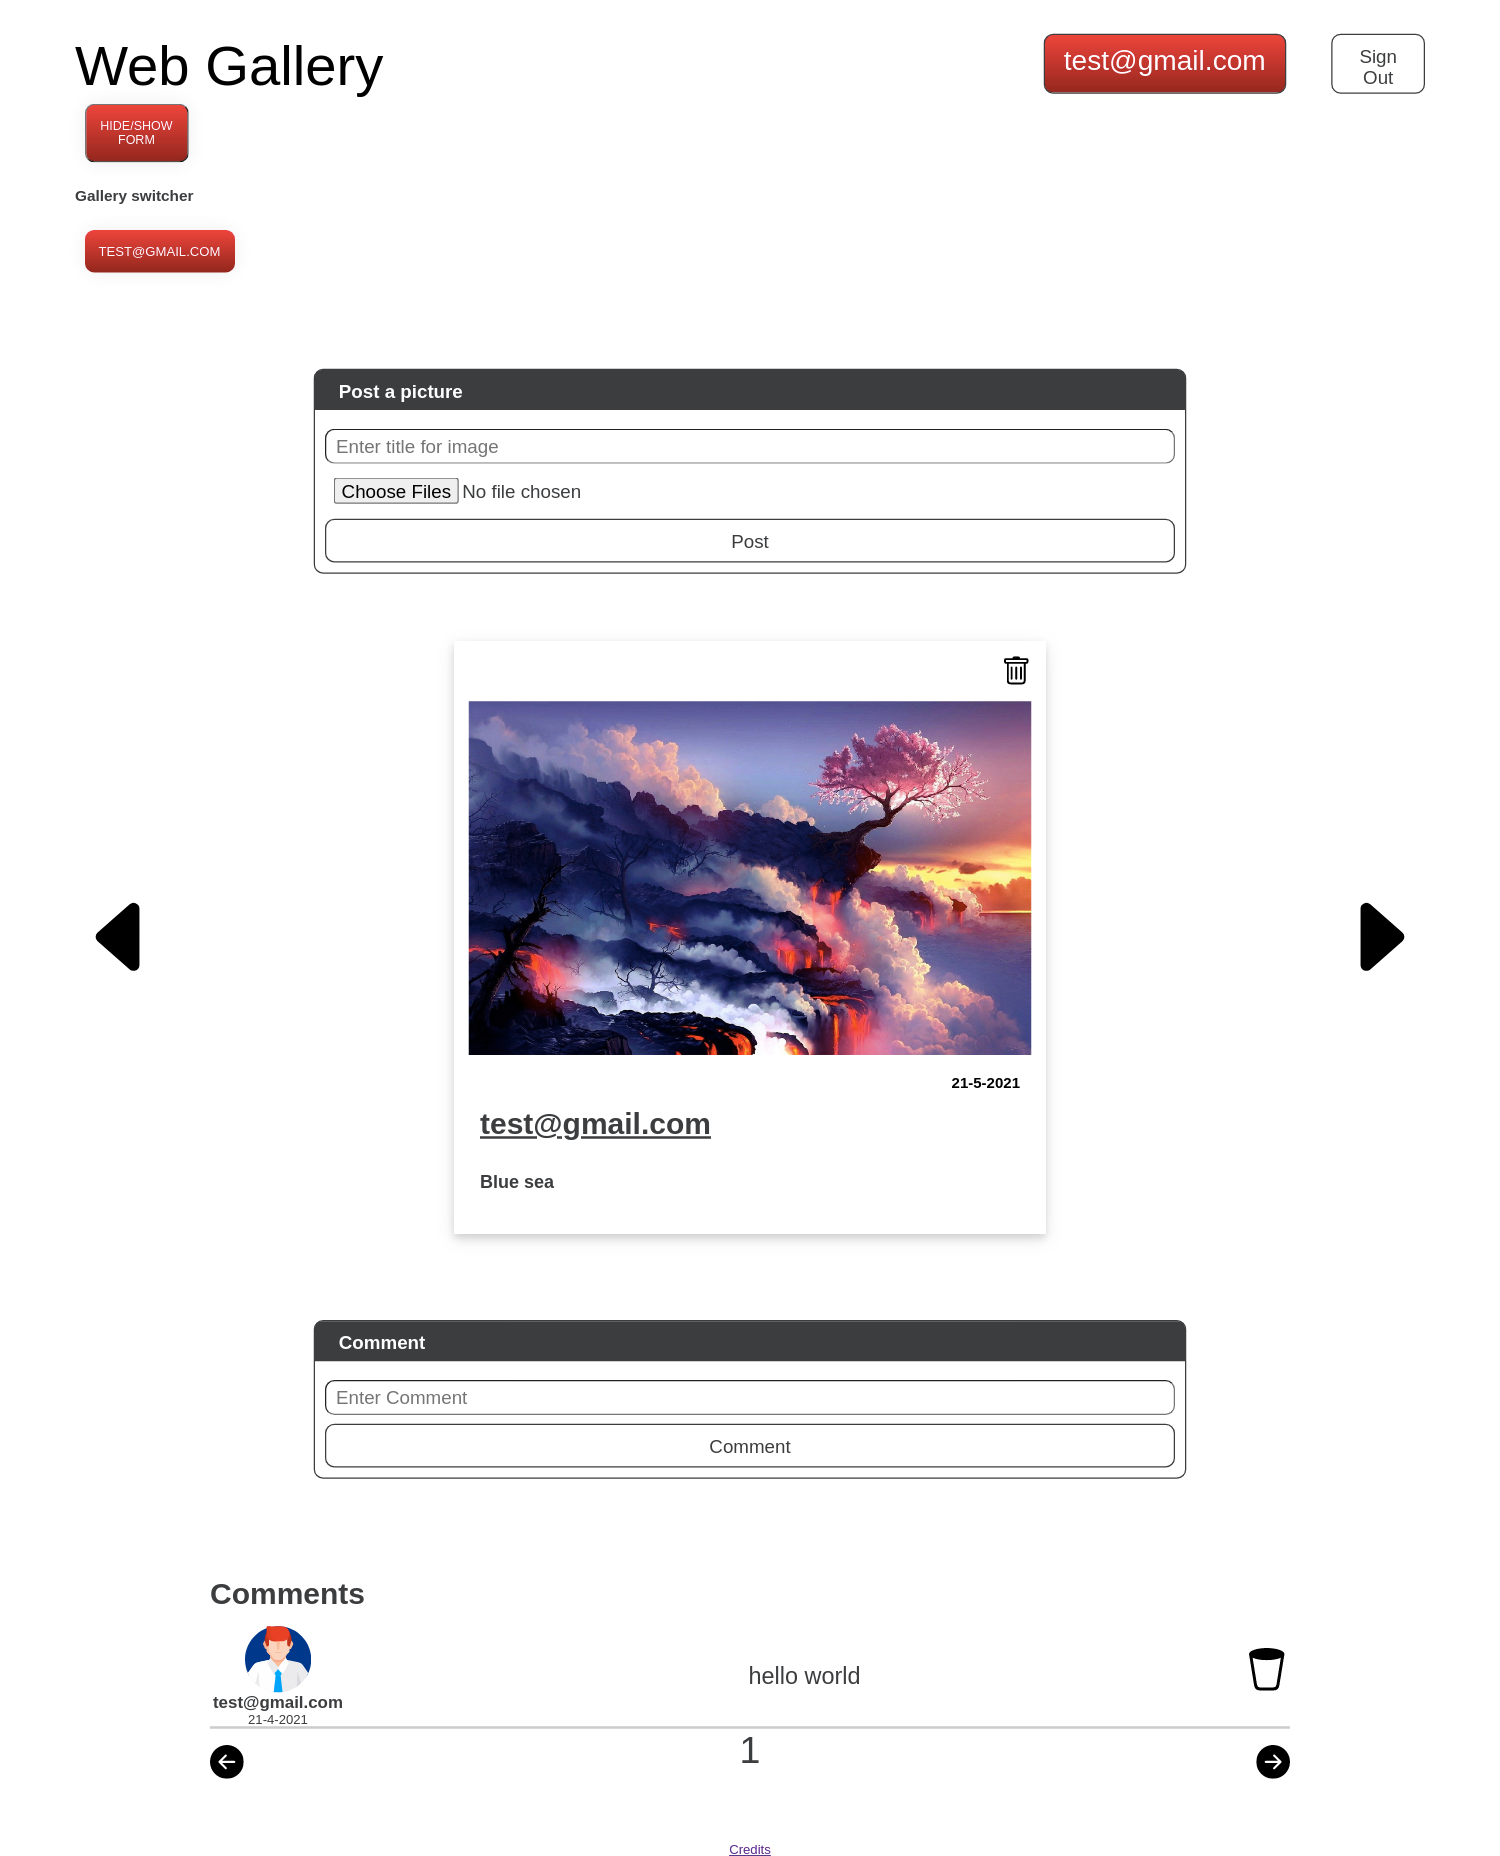 Web Gallery
test@gmail.com
Sign
Out
HIDE/SHOW
FORM
Gallery switcher
TEST@GMAIL.COM
Post a picture
Enter title for image
Choose Files No file chosen
Post
21-5-2021
test@gmail.com
Blue sea
Comment
Enter Comment
Comment
Comments
hello world
test@gmail.com
21-4-2021
1
Credits